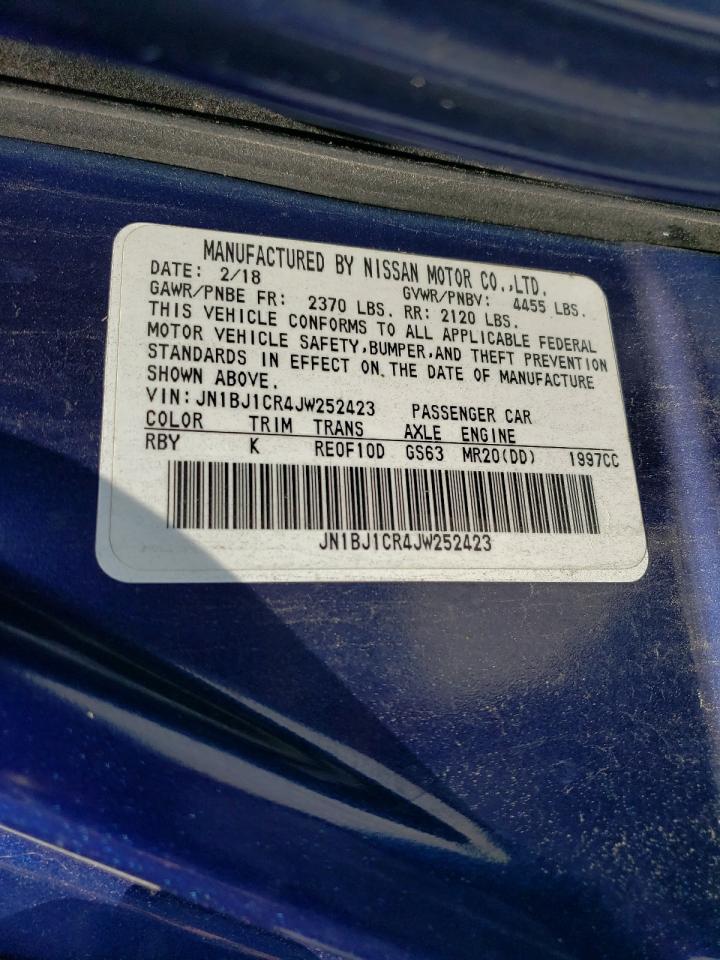 MANUFACTURED BY NISSAN MOTOR CO.,LTD.
DATE: 2/18 GVWR/PNBV: 4455 LBS.
GAWR/PNBE FR: 2370 LBS. RR: 2120 LBS.
THIS VEHICLE CONFORMS TO ALL APPLICABLE FEDERAL
MOTOR VEHICLE SAFETY,BUMPER,AND THEFT PREVENTION
STANDARDS IN EFFECT ON THE DATE OF MANUFACTURE
SHOWN ABOVE.
VIN: JN1BJ1CR4JW252423 PASSENGER CAR
COLOR TRIM TRANS AXLE ENGINE
RBY K RE0F10D GS63 MR20(DD) 1997CC
JN1BJ1CR4JW252423